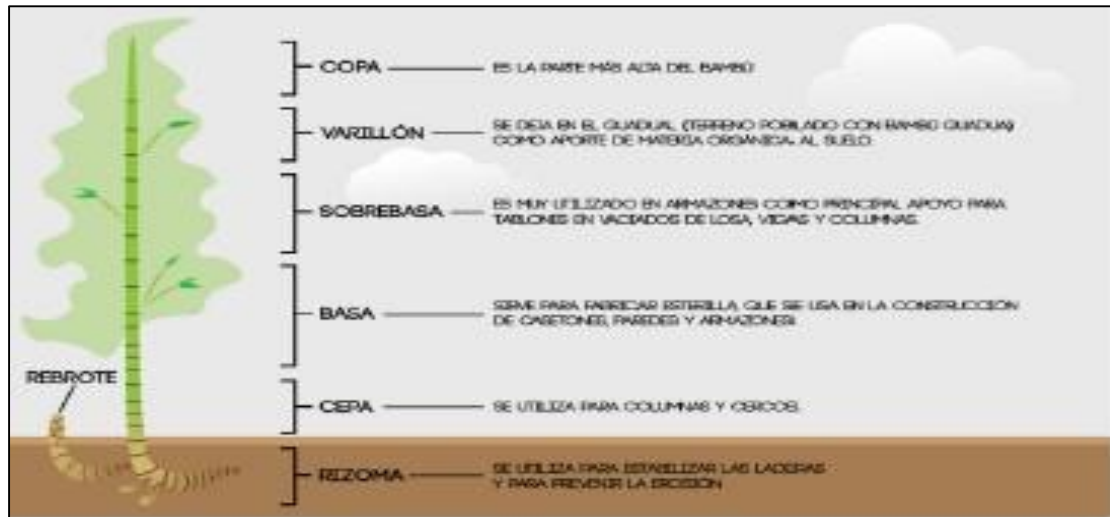 COPA
ES LA PARTE MÁS ALTA DEL BAMBÚ
VARILLÓN
SE DEJA EN EL GUADUAL (TERRENO POBLADO CON BAMBÚ GUADUA)
COMO APORTE DE MATERIA ORGÁNICA. AL SUELO
SOBREBASA
ES MUY UTILIZADO EN ARMAZONES COMO PRINCIPAL APOYO PARA
TABLONES EN VACIADOS DE LOSA, VIGAS Y COLUMNAS.
BASA
SIRVE PARA FABRICAR ESTERILLA, QUE SE USA EN LA CONSTRUCCIÓN
DE CASETONES, PAREDES Y ARMAZONES
REBROTE
CEPA
SE UTILIZA PARA COLUMNAS Y CERCOS.
RIZOMA
SE UTILIZA PARA ESTABILIZAR LAS LADERAS
Y PARA PREVENIR LA EROSIÓN